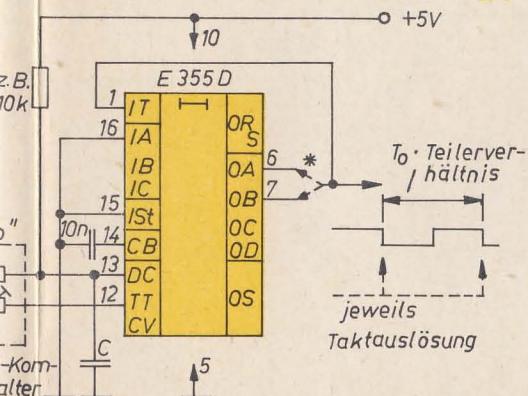 +5V
10
z.B.
10k
E 355 D
1
IT
16
IA
IB
IC
15
ISt
10n
14
CB
13
DC
12
TT
CV
OR
S
6
OA
*
7
OB
OC
OD
OS
T₀ · Teilerver-
hältnis
jeweils
Taktauslösung
C
5
-Kom-
alter